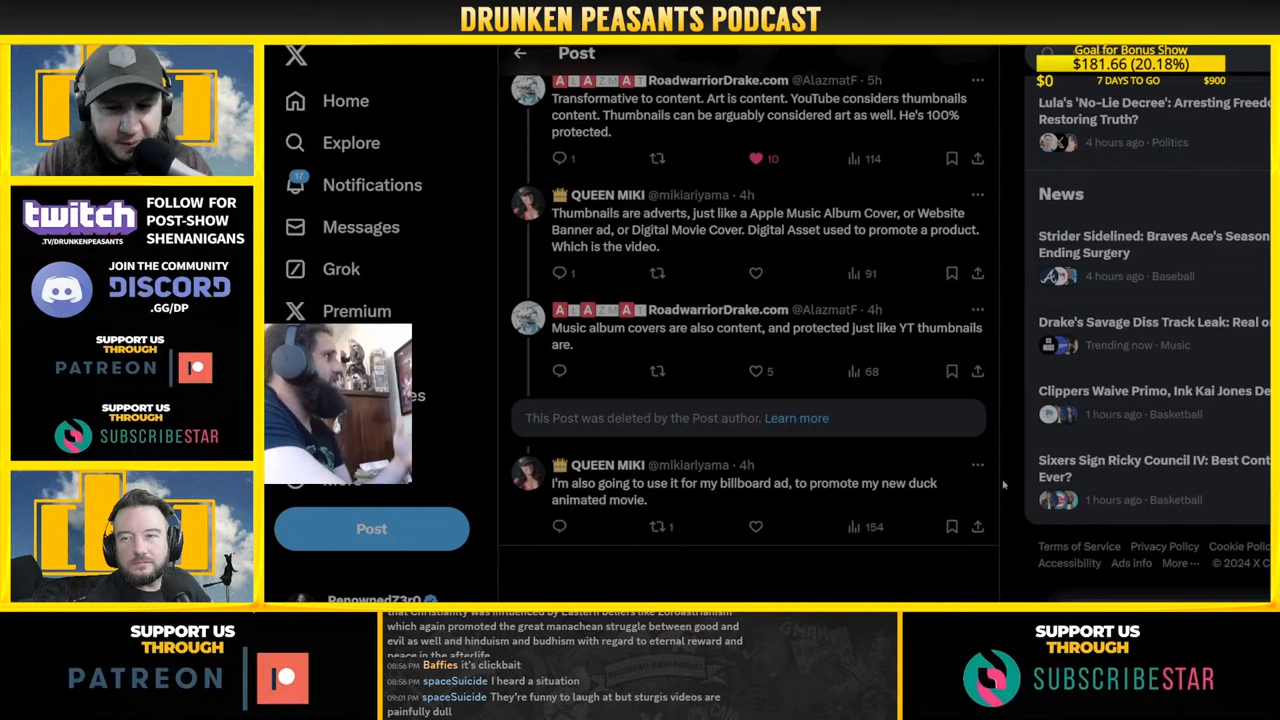 DRUNKEN PEASANTS PODCAST
twitch
.TV/DRUNKENPEASANTS
FOLLOW FOR
POST-SHOW
SHENANIGANS
JOIN THE COMMUNITY
DISCORD
.GG/DP
SUPPORT US
THROUGH
PATREON
SUPPORT US
THROUGH
SUBSCRIBESTAR
Home
Explore
17
Notifications
Messages
Grok
Premium
Post
RenownedZ3r0
Post
ALAZMAT RoadwarriorDrake.com @AlazmatF · 5h
Transformative to content. Art is content. YouTube considers thumbnails
content. Thumbnails can be arguably considered art as well. He's 100%
protected.
1 10 114
QUEEN MIKI @mikiariyama · 4h
Thumbnails are adverts, just like a Apple Music Album Cover, or Website
Banner ad, or Digital Movie Cover. Digital Asset used to promote a product.
Which is the video.
1 91
ALAZMAT RoadwarriorDrake.com @AlazmatF · 4h
Music album covers are also content, and protected just like YT thumbnails
are.
5 68
This Post was deleted by the Post author. Learn more
QUEEN MIKI @mikiariyama · 4h
I'm also going to use it for my billboard ad, to promote my new duck
animated movie.
1 154
Goal for Bonus Show
$181.66 (20.18%)
$0 7 DAYS TO GO $900
Lula's 'No-Lie Decree': Arresting Freedo
Restoring Truth?
4 hours ago · Politics
News
Strider Sidelined: Braves Ace's Season
Ending Surgery
4 hours ago · Baseball
Drake's Savage Diss Track Leak: Real o
Trending now · Music
Clippers Waive Primo, Ink Kai Jones De
1 hours ago · Basketball
Sixers Sign Ricky Council IV: Best Cont
Ever?
1 hours ago · Basketball
Terms of Service Privacy Policy Cookie Polic
Accessibility Ads info More ··· © 2024 X C
SUPPORT US
THROUGH
PATREON
that Christianity was influenced by Eastern beliefs like Zoroastrianism
which again promoted the great manachean struggle between good and
evil as well and hinduism and budhism with regard to eternal reward and
peace in the afterlife
08:56 PM Baffies it's clickbait
08:56 PM spaceSuicide I heard a situation
09:01 PM spaceSuicide They're funny to laugh at but sturgis videos are
painfully dull
SUPPORT US
THROUGH
SUBSCRIBESTAR